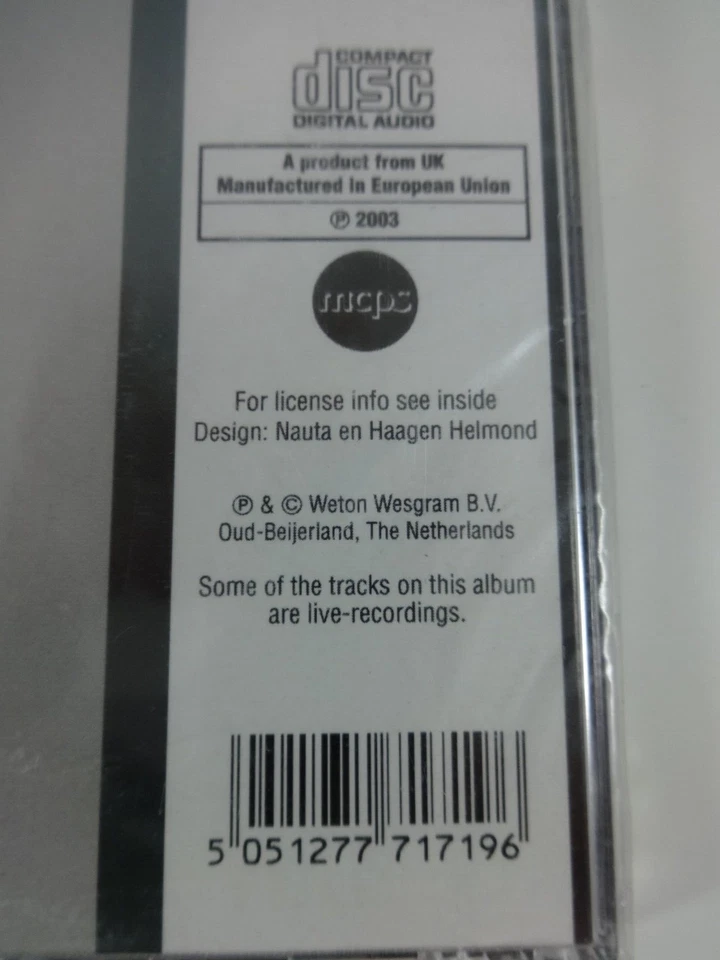 COMPACT
disc
DIGITAL AUDIO
A product from UK
Manufactured in European Union
℗ 2003
mcps
For license info see inside
Design: Nauta en Haagen Helmond
℗ & © Weton Wesgram B.V.
Oud-Beijerland, The Netherlands
Some of the tracks on this album
are live-recordings.
5 051277 717196